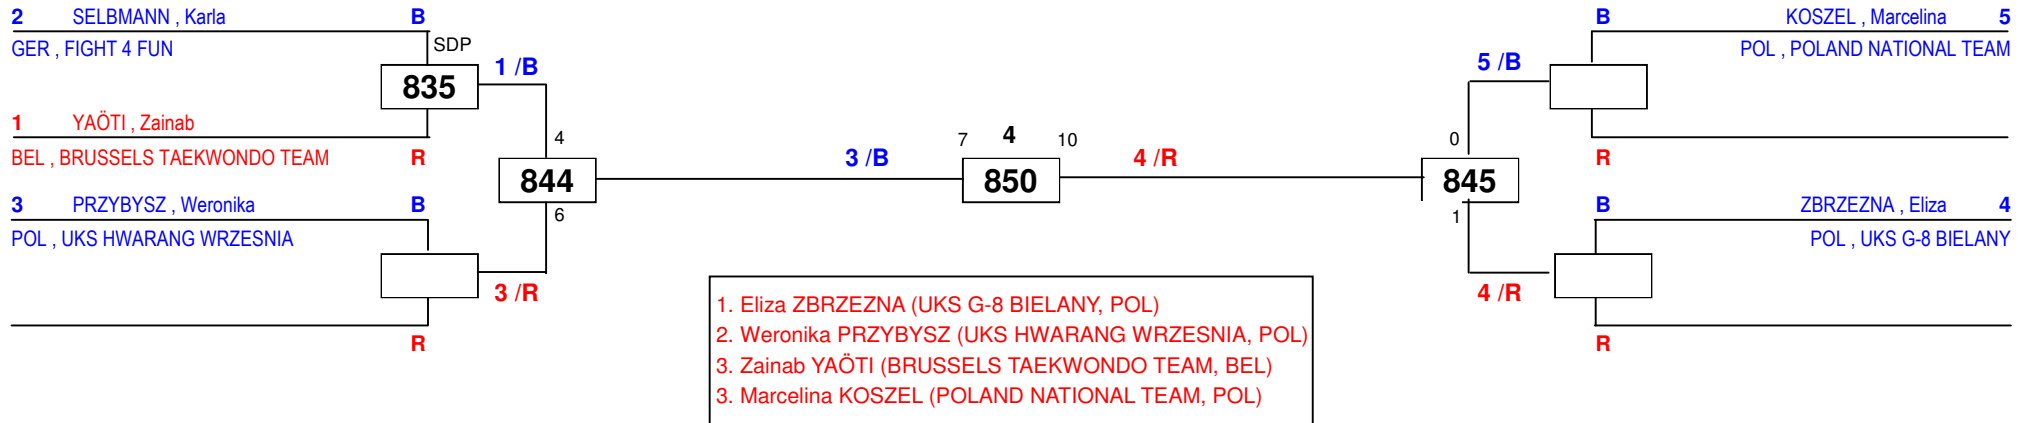 2 SELBMANN , Karla B
GER , FIGHT 4 FUN
SDP
835
1 /B
1 YAÖTI , Zainab
BEL , BRUSSELS TAEKWONDO TEAM R
4
844
6
3 PRZYBYSZ , Weronika B
POL , UKS HWARANG WRZESNIA
3 /R
R
3 /B
7 4 10
850
4 /R
B KOSZEL , Marcelina 5
POL , POLAND NATIONAL TEAM
5 /B
R
0
845
1
B ZBRZEZNA , Eliza 4
POL , UKS G-8 BIELANY
4 /R
R
1. Eliza ZBRZEZNA (UKS G-8 BIELANY, POL)
2. Weronika PRZYBYSZ (UKS HWARANG WRZESNIA, POL)
3. Zainab YAÖTI (BRUSSELS TAEKWONDO TEAM, BEL)
3. Marcelina KOSZEL (POLAND NATIONAL TEAM, POL)